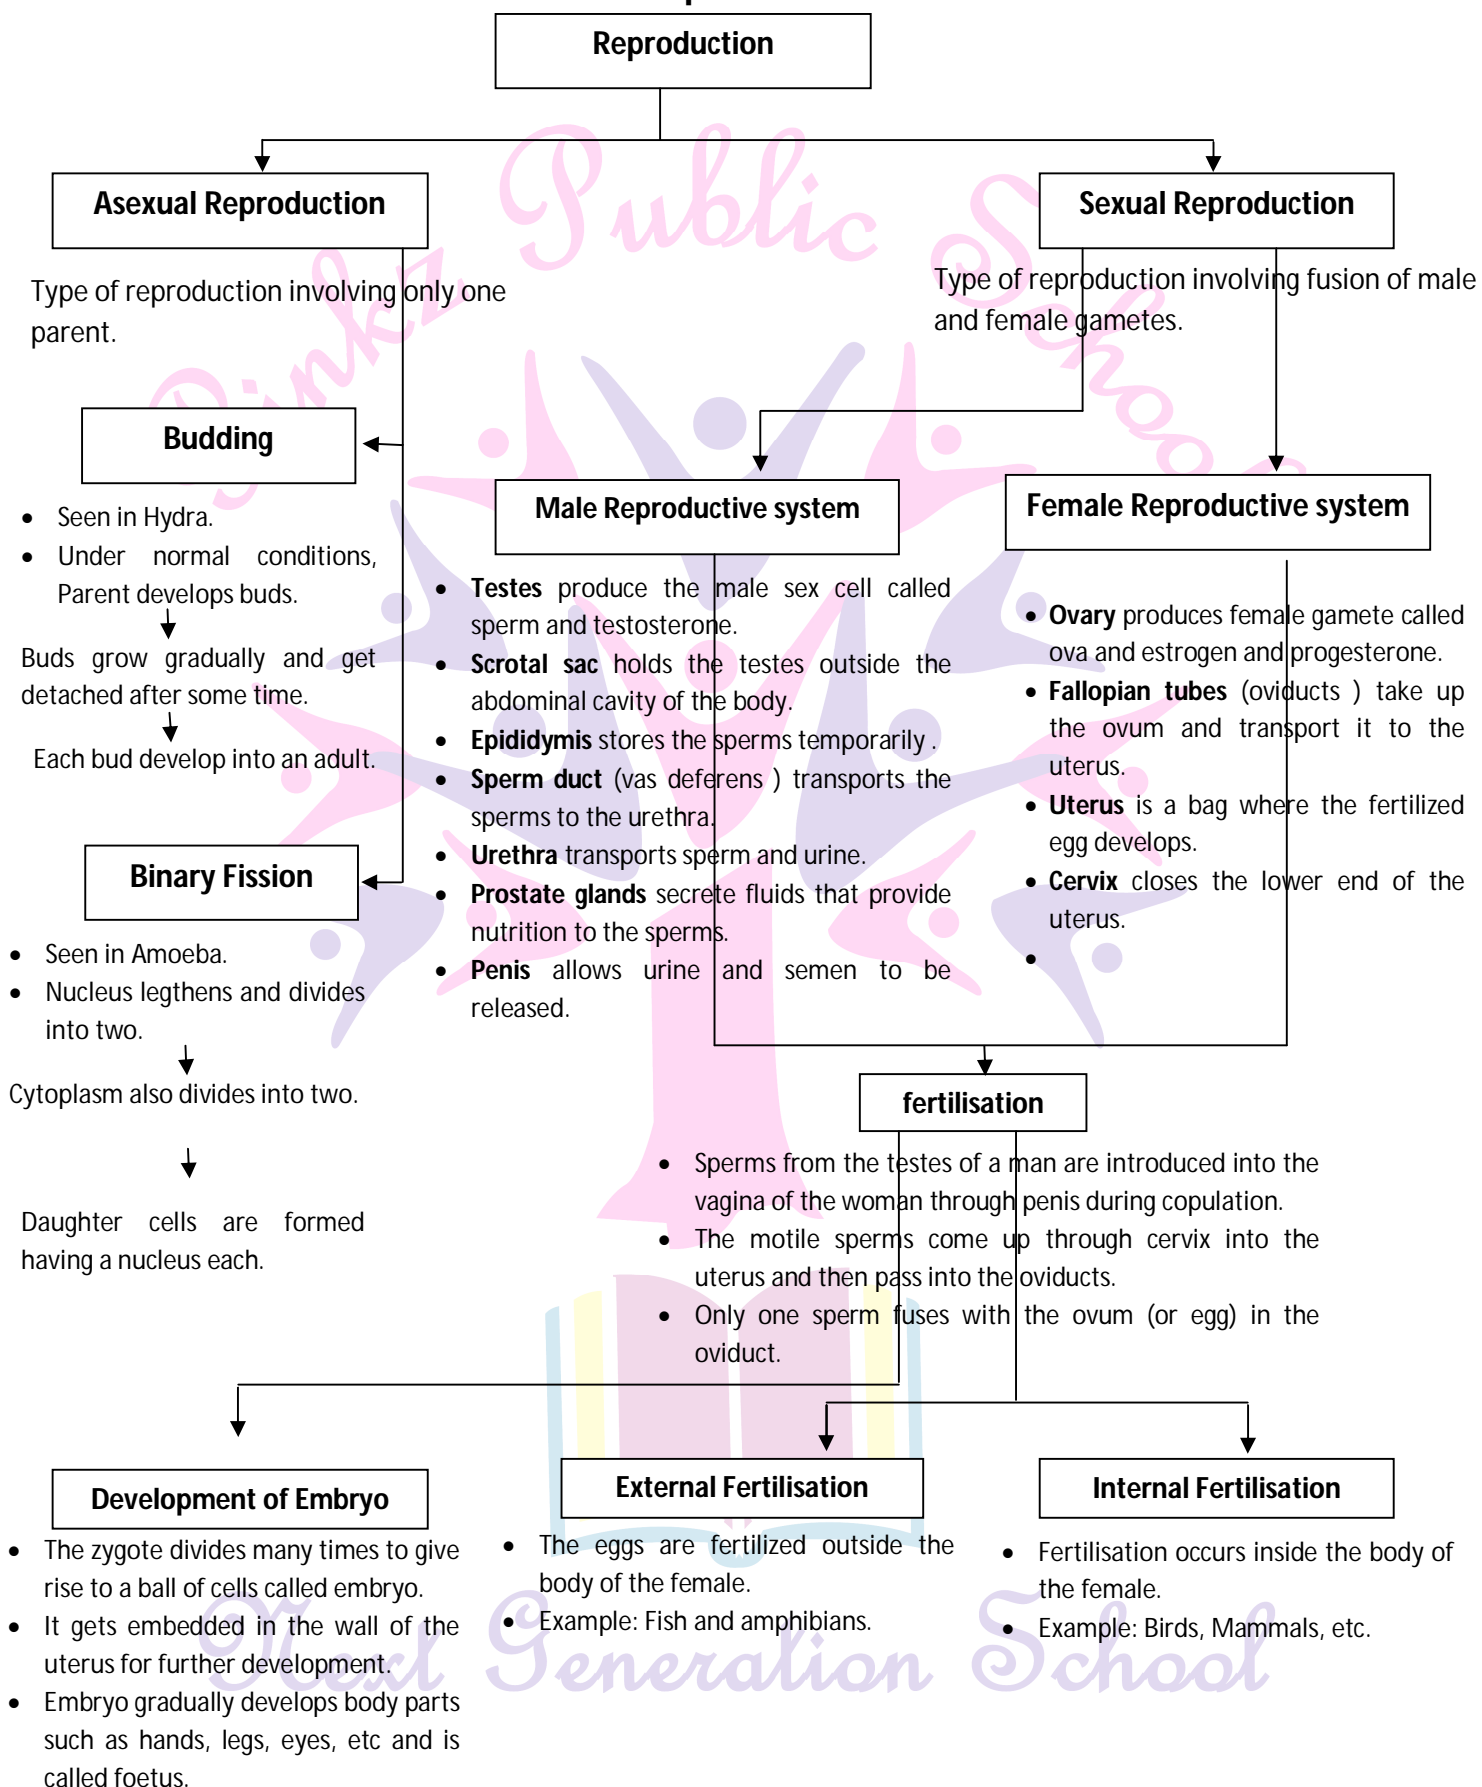 Reproduction
Asexual Reproduction
Type of reproduction involving only one
parent.
Budding
• Seen in Hydra.
• Under normal conditions,
Parent develops buds.
Buds grow gradually and get
detached after some time.
Each bud develop into an adult.
Binary Fission
• Seen in Amoeba.
• Nucleus legthens and divides
into two.
Cytoplasm also divides into two.
Daughter cells are formed
having a nucleus each.
Sexual Reproduction
Type of reproduction involving fusion of male
and female gametes.
Male Reproductive system
• Testes produce the male sex cell called
sperm and testosterone.
• Scrotal sac holds the testes outside the
abdominal cavity of the body.
• Epididymis stores the sperms temporarily .
• Sperm duct (vas deferens ) transports the
sperms to the urethra.
• Urethra transports sperm and urine.
• Prostate glands secrete fluids that provide
nutrition to the sperms.
• Penis allows urine and semen to be
released.
Female Reproductive system
• Ovary produces female gamete called
ova and estrogen and progesterone.
• Fallopian tubes (oviducts ) take up
the ovum and transport it to the
uterus.
• Uterus is a bag where the fertilized
egg develops.
• Cervix closes the lower end of the
uterus.
•
fertilisation
• Sperms from the testes of a man are introduced into the
vagina of the woman through penis during copulation.
• The motile sperms come up through cervix into the
uterus and then pass into the oviducts.
• Only one sperm fuses with the ovum (or egg) in the
oviduct.
Development of Embryo
• The zygote divides many times to give
rise to a ball of cells called embryo.
• It gets embedded in the wall of the
uterus for further development.
• Embryo gradually develops body parts
such as hands, legs, eyes, etc and is
called foetus.
External Fertilisation
• The eggs are fertilized outside the
body of the female.
• Example: Fish and amphibians.
Internal Fertilisation
• Fertilisation occurs inside the body of
the female.
• Example: Birds, Mammals, etc.
Pinkz Public School
Next Generation School